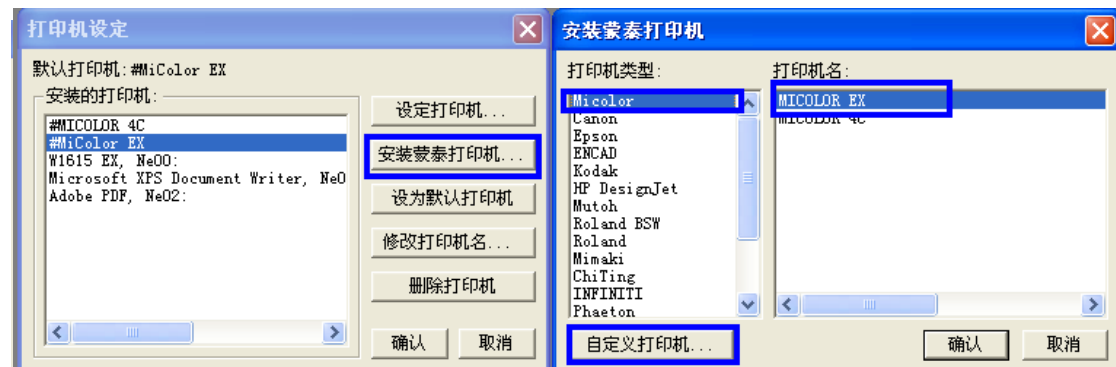 打印机设定
默认打印机:#MiColor EX
安装的打印机:
#MICOLOR 4C
#MiColor EX
W1615 EX, Ne00:
Microsoft XPS Document Writer, Ne0
Adobe PDF, Ne02:
设定打印机...
安装蒙泰打印机...
设为默认打印机
修改打印机名...
删除打印机
确认
取消
安装蒙泰打印机
打印机类型:
Micolor
Canon
Epson
ENCAD
Kodak
HP DesignJet
Mutoh
Roland BSW
Roland
Mimaki
ChiTing
INFINITI
Phaeton
打印机名:
MICOLOR EX
MICOLOR 4C
自定义打印机...
确认
取消